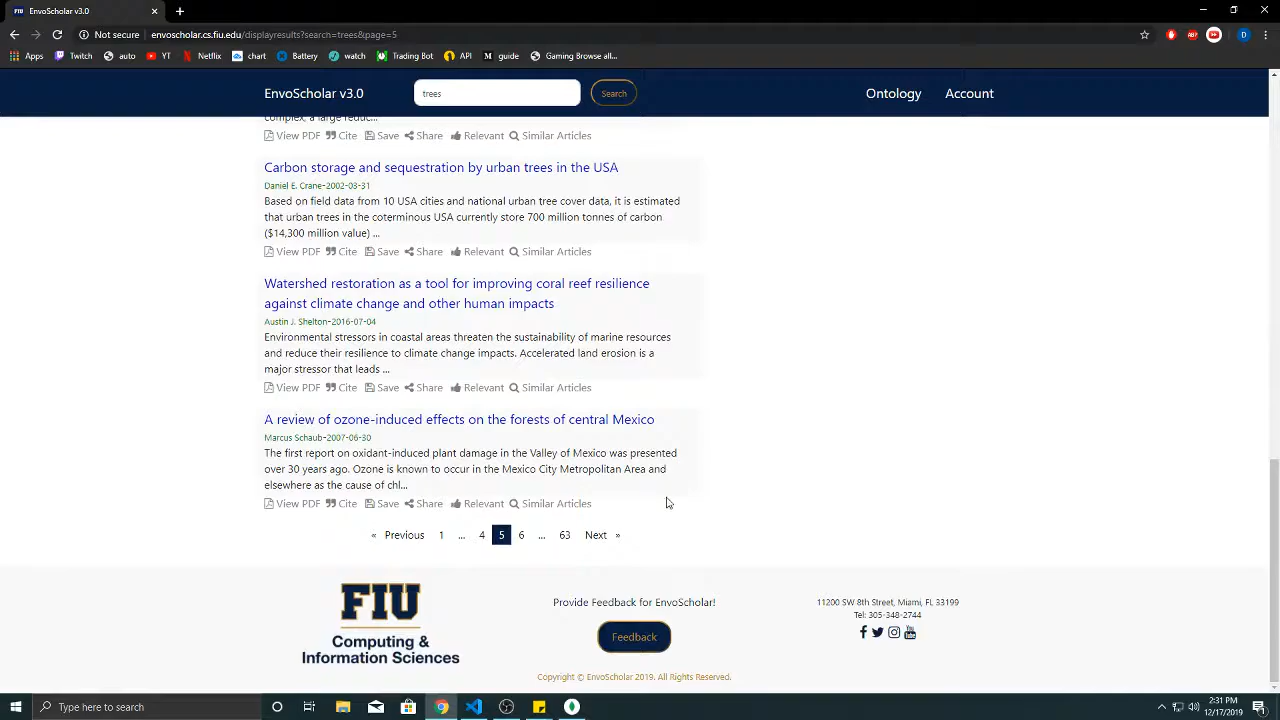 EnvoScholar v3.0
Not secure envoscholar.cs.fiu.edu/displayresults?search=trees&page=5
Apps Twitch auto YT Netflix chart Battery watch Trading Bot API guide Gaming Browse all...
EnvoScholar v3.0 trees Search Ontology Account
complex, a large reduc...
View PDF Cite Save Share Relevant Similar Articles
Carbon storage and sequestration by urban trees in the USA
Daniel E. Crane-2002-03-31
Based on field data from 10 USA cities and national urban tree cover data, it is estimated
that urban trees in the coterminous USA currently store 700 million tonnes of carbon
($14,300 million value) ...
View PDF Cite Save Share Relevant Similar Articles
Watershed restoration as a tool for improving coral reef resilience
against climate change and other human impacts
Austin J. Shelton-2016-07-04
Environmental stressors in coastal areas threaten the sustainability of marine resources
and reduce their resilience to climate change impacts. Accelerated land erosion is a
major stressor that leads ...
View PDF Cite Save Share Relevant Similar Articles
A review of ozone-induced effects on the forests of central Mexico
Marcus Schaub-2007-06-30
The first report on oxidant-induced plant damage in the Valley of Mexico was presented
over 30 years ago. Ozone is known to occur in the Mexico City Metropolitan Area and
elsewhere as the cause of chl...
View PDF Cite Save Share Relevant Similar Articles
« Previous 1 ... 4 5 6 ... 63 Next »
FIU
Computing &
Information Sciences
Provide Feedback for EnvoScholar!
Feedback
11200 SW 8th Street, Miami, FL 33199
Tel: 305-348-2744
Copyright © EnvoScholar 2019. All Rights Reserved.
Type here to search
2:31 PM
12/17/2019